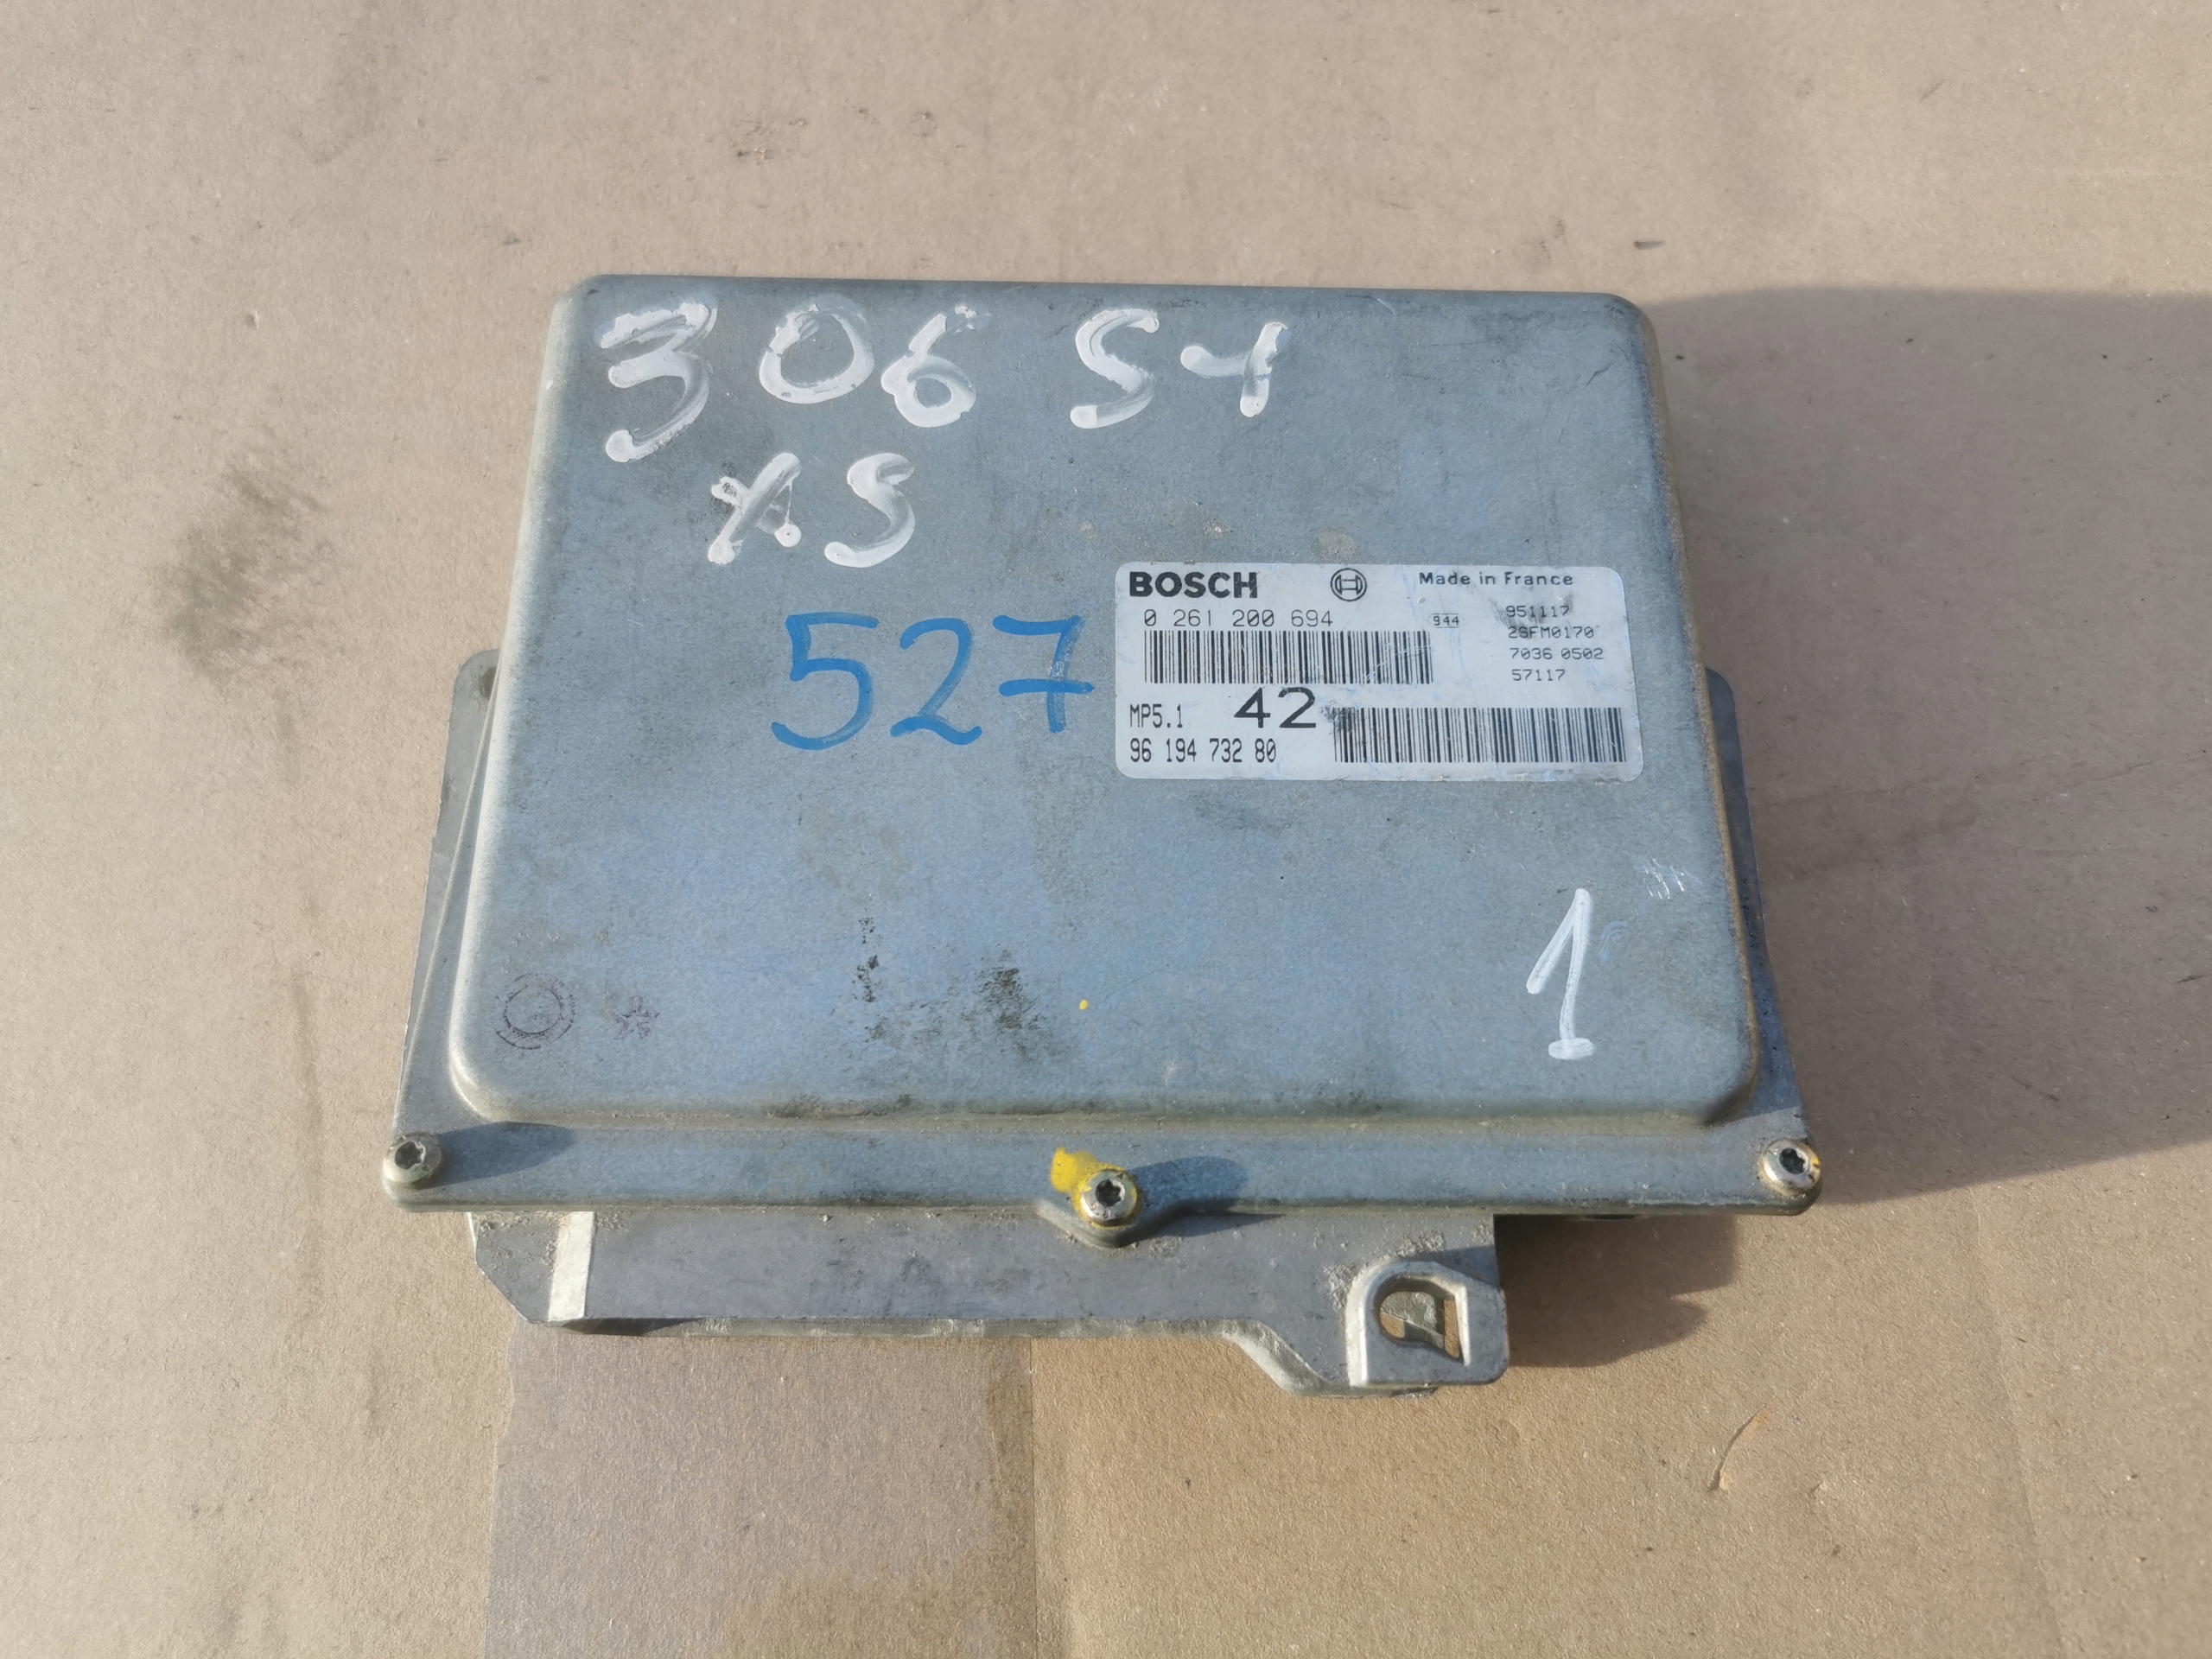 306 S4
XS
527
BOSCH Made in France
0 261 200 694 944 951117
2SFM0170
7036 0502
57117
MP5.1 42
96 194 732 80
1